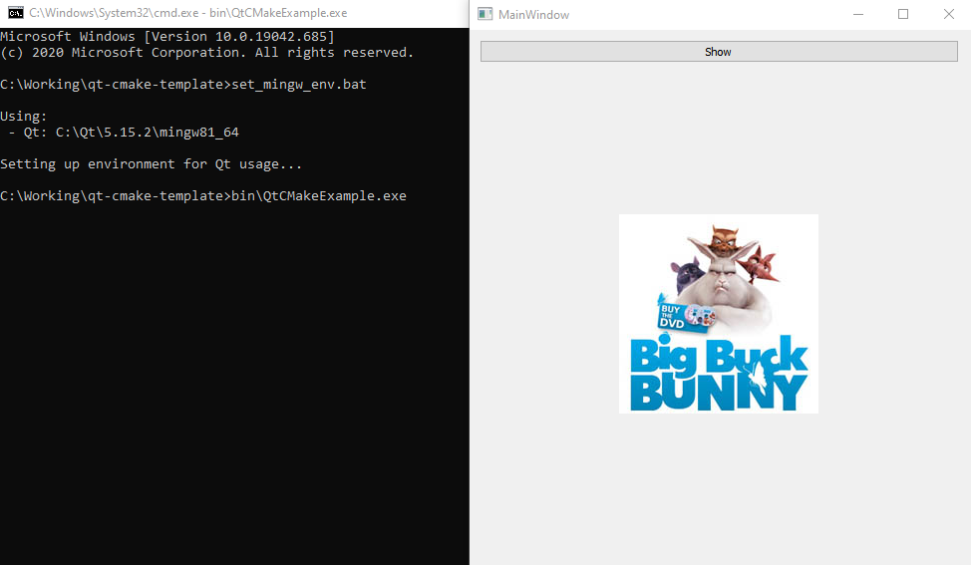 C:\Windows\System32\cmd.exe - bin\QtCMakeExample.exe
Microsoft Windows [Version 10.0.19042.685]
(c) 2020 Microsoft Corporation. All rights reserved.
C:\Working\qt-cmake-template>set_mingw_env.bat
Using:
- Qt: C:\Qt\5.15.2\mingw81_64
Setting up environment for Qt usage...
C:\Working\qt-cmake-template>bin\QtCMakeExample.exe
MainWindow
Show
BUY
THE
DVD
Big Buck
BUNNY